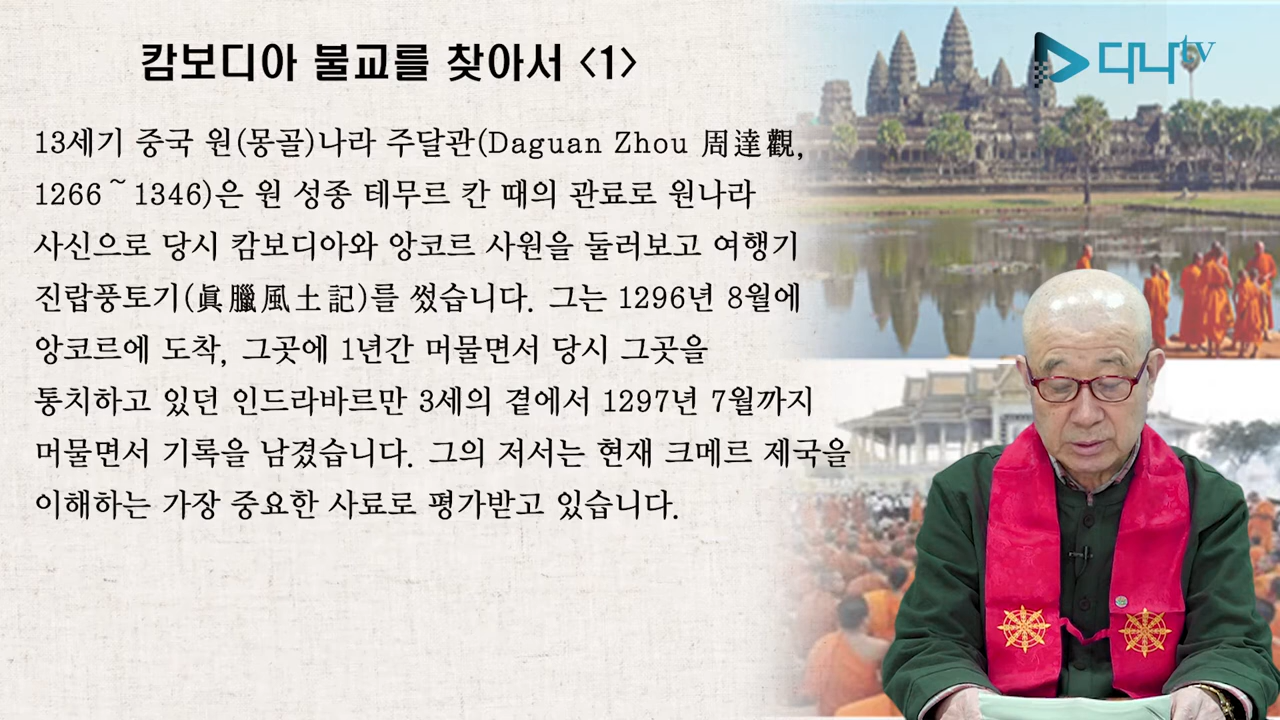 캄보디아 불교를 찾아서 <1>
13세기 중국 원(몽골)나라 주달관(Daguan Zhou 周達觀,
1266~1346)은 원 성종 테무르 칸 때의 관료로 원나라
사신으로 당시 캄보디아와 앙코르 사원을 둘러보고 여행기
진랍풍토기(眞臘風土記)를 썼습니다. 그는 1296년 8월에
앙코르에 도착, 그곳에 1년간 머물면서 당시 그곳을
통치하고 있던 인드라바르만 3세의 곁에서 1297년 7월까지
머물면서 기록을 남겼습니다. 그의 저서는 현재 크메르 제국을
이해하는 가장 중요한 사료로 평가받고 있습니다.
다나tv